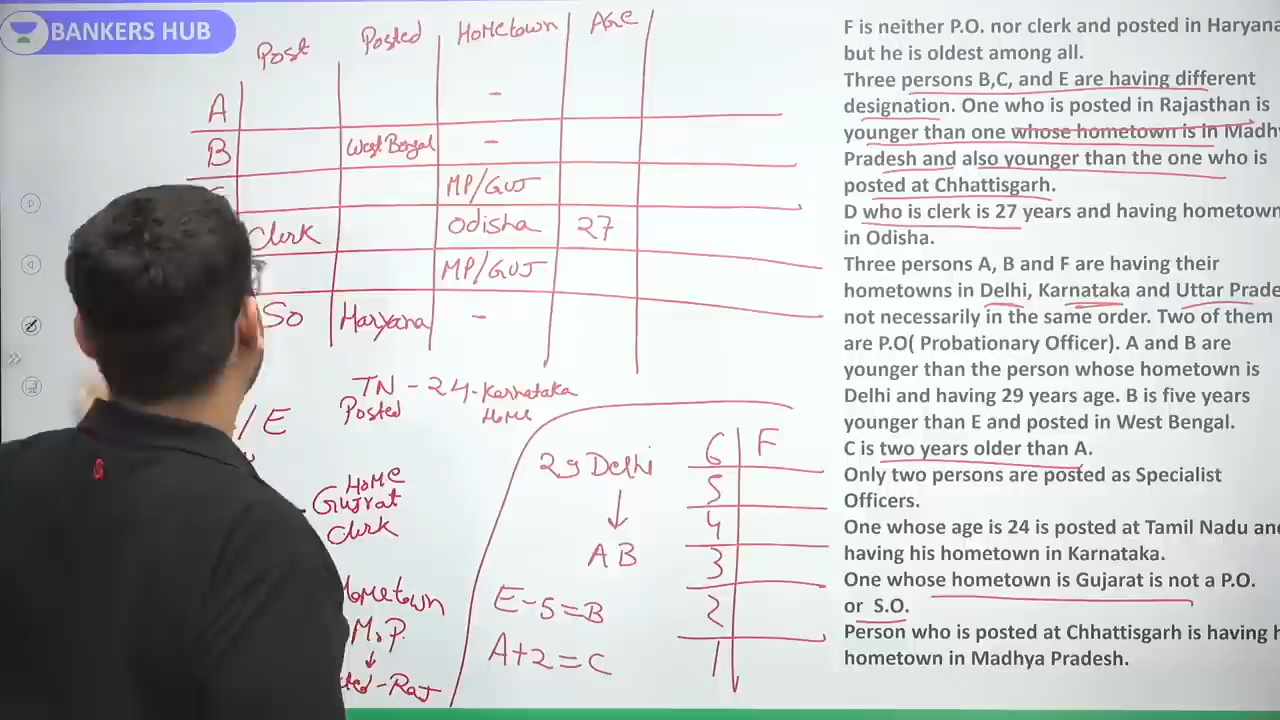 BANKERS HUB
Post Posted Hometown Age
A -
B West Bengal -
MP/GUJ
Clerk Odisha 27
MP/GUJ
So Haryana -
/E
TN - 24 - Karnataka
Posted Home
HOMC
Gujrat
Clerk
Hometown
M.P.
↓
ted-Raj
29 Delhi
↓
A B
E-5=B
A+2=C
6 F
5
4
3
2
1
F is neither P.O. nor clerk and posted in Haryana
but he is oldest among all.
Three persons B,C, and E are having different
designation. One who is posted in Rajasthan is
younger than one whose hometown is in Madhy
Pradesh and also younger than the one who is
posted at Chhattisgarh.
D who is clerk is 27 years and having hometown
in Odisha.
Three persons A, B and F are having their
hometowns in Delhi, Karnataka and Uttar Prade
not necessarily in the same order. Two of them
are P.O( Probationary Officer). A and B are
younger than the person whose hometown is
Delhi and having 29 years age. B is five years
younger than E and posted in West Bengal.
C is two years older than A.
Only two persons are posted as Specialist
Officers.
One whose age is 24 is posted at Tamil Nadu and
having his hometown in Karnataka.
One whose hometown is Gujarat is not a P.O.
or S.O.
Person who is posted at Chhattisgarh is having h
hometown in Madhya Pradesh.